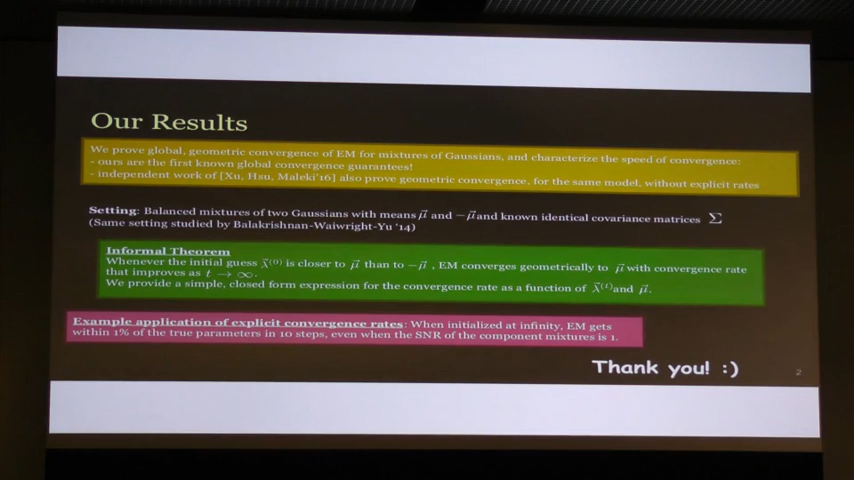 Our Results
We prove global, geometric convergence of EM for mixtures of Gaussians, and characterize the speed of convergence:
- ours are the first known global convergence guarantees!
- independent work of [Xu, Hsu, Maleki'16] also prove geometric convergence, for the same model, without explicit rates
Setting: Balanced mixtures of two Gaussians with means μ⃗ and −μ⃗ and known identical covariance matrices Σ
(Same setting studied by Balakrishnan-Waiwright-Yu '14)
Informal Theorem
Whenever the initial guess λ⃗⁽⁰⁾ is closer to μ⃗ than to −μ⃗ , EM converges geometrically to μ⃗ with convergence rate
that improves as t → ∞.
We provide a simple, closed form expression for the convergence rate as a function of λ⃗⁽ᵗ⁾ and μ⃗.
Example application of explicit convergence rates: When initialized at infinity, EM gets
within 1% of the true parameters in 10 steps, even when the SNR of the component mixtures is 1.
Thank you! :)
2